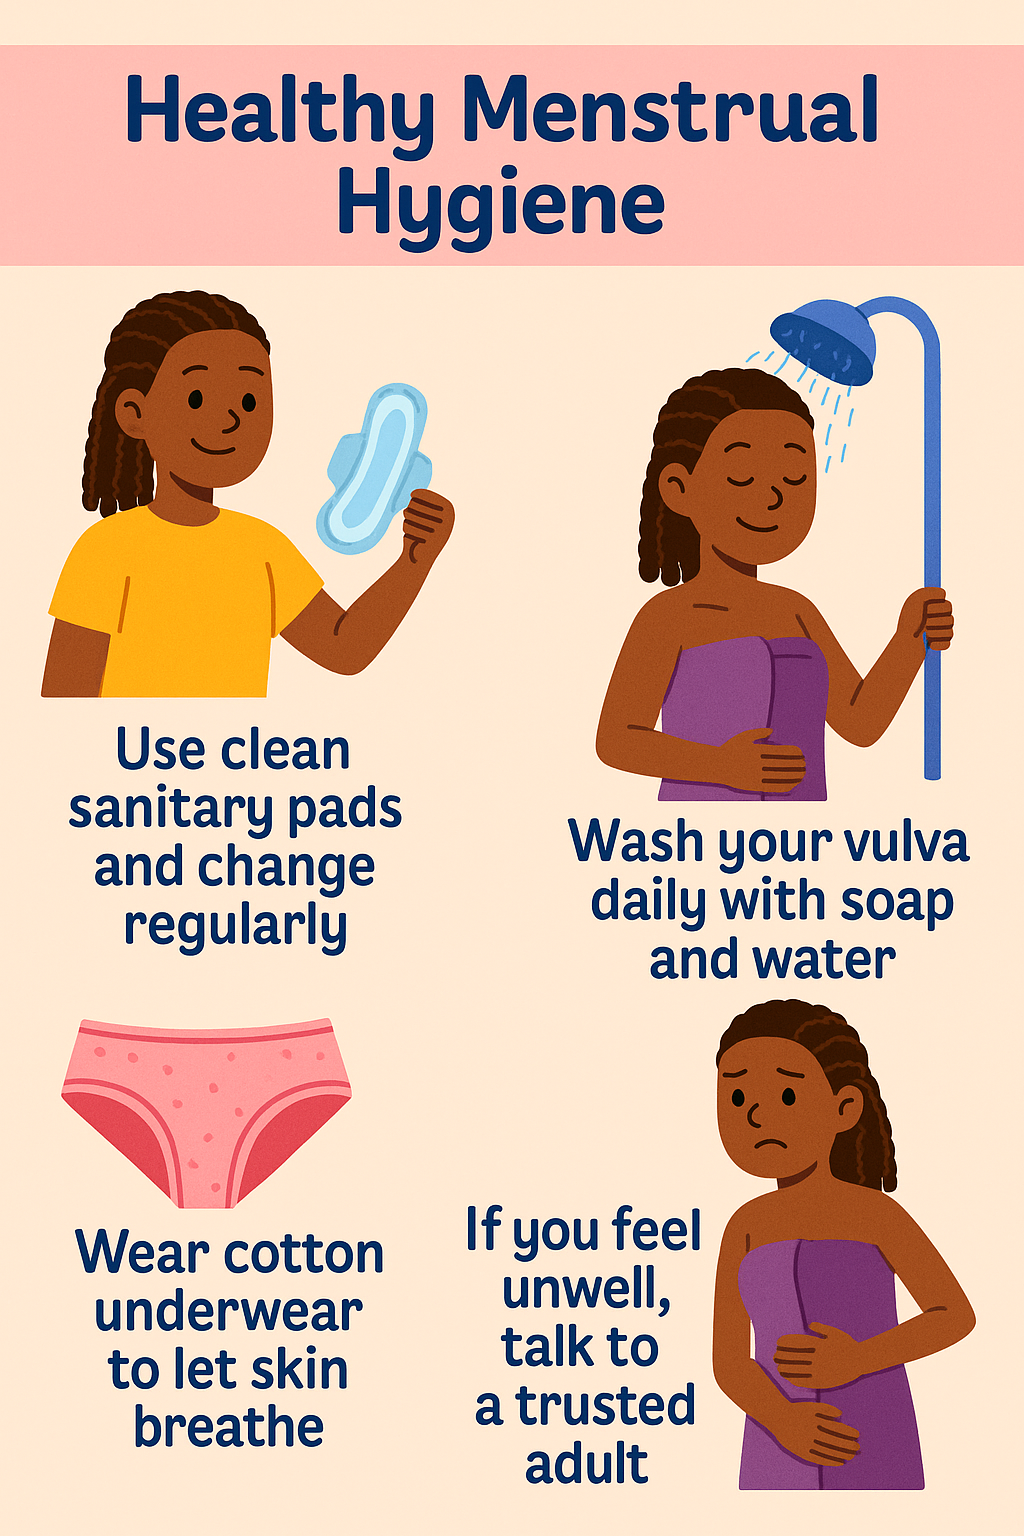 Healthy Menstrual
Hygiene
Use clean
sanitary pads
and change
regularly
Wash your vulva
daily with soap
and water
Wear cotton
underwear
to let skin
breathe
If you feel
unwell,
talk to
a trusted
adult